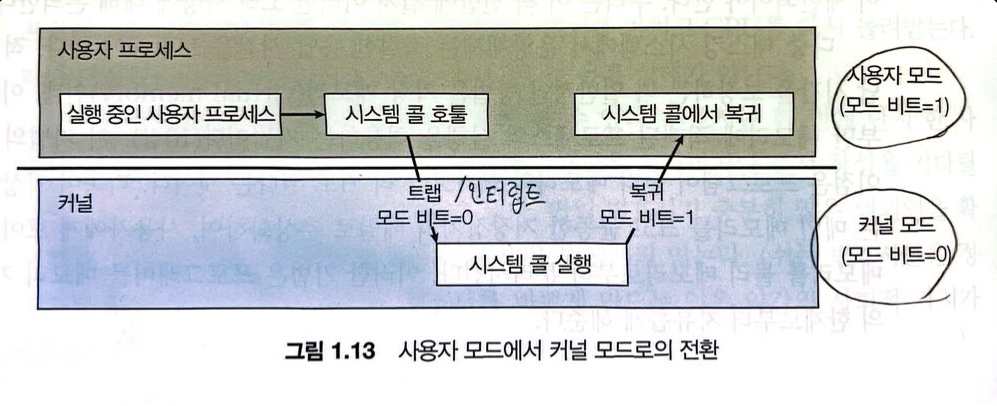 사용자 프로세스
실행 중인 사용자 프로세스
시스템 콜 호툴
시스템 콜에서 복귀
사용자 모드
(모드 비트=1)
커널
트랩 /인터럽트
모드 비트=0
복귀
모드 비트=1
시스템 콜 실행
커널 모드
(모드 비트=0)
그림 1.13 사용자 모드에서 커널 모드로의 전환